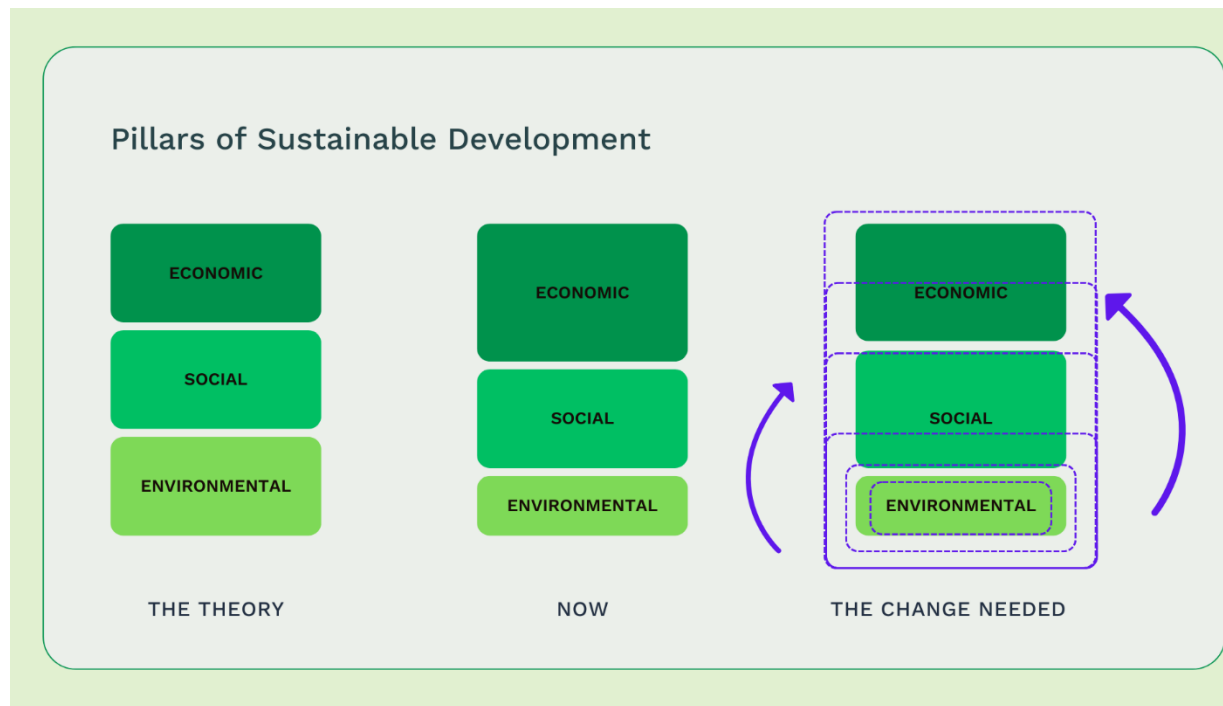 Pillars of Sustainable Development
ECONOMIC
SOCIAL
ENVIRONMENTAL
THE THEORY
ECONOMIC
SOCIAL
ENVIRONMENTAL
NOW
ECONOMIC
SOCIAL
ENVIRONMENTAL
THE CHANGE NEEDED